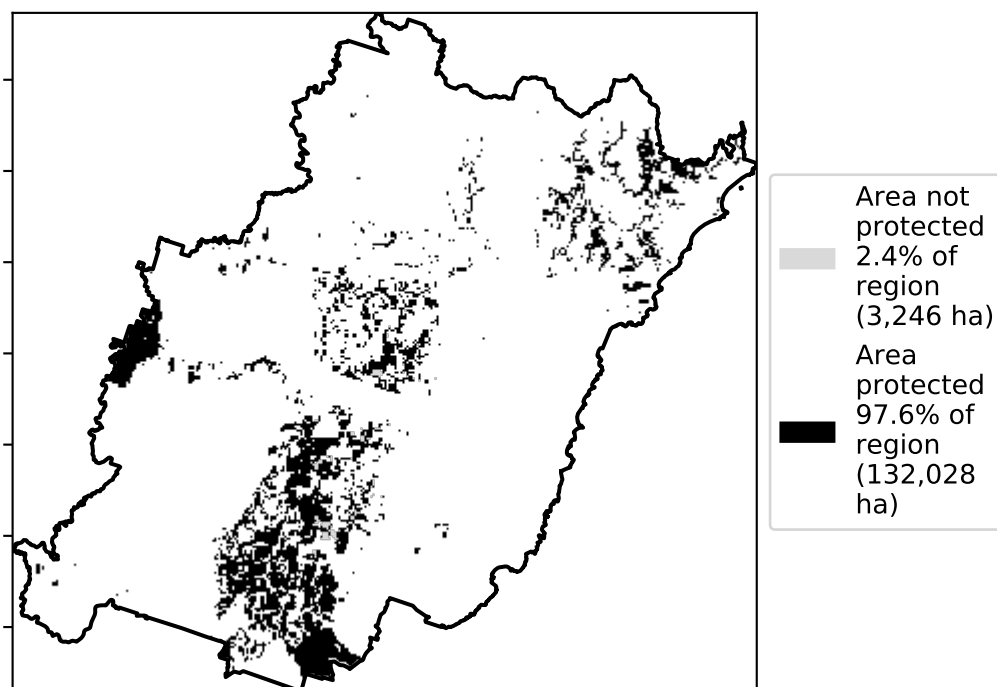 Area not
protected
2.4% of
region
(3,246 ha)
Area
protected
97.6% of
region
(132,028
ha)